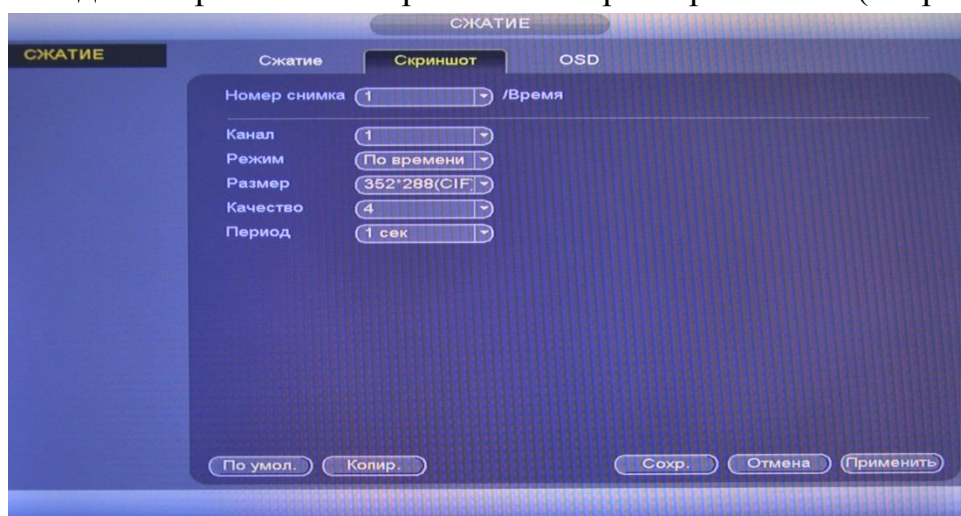 СЖАТИЕ
СЖАТИЕ
Сжатие Скриншот OSD
Номер снимка 1 /Время
Канал 1
Режим По времени
Размер 352*288(CIF)
Качество 4
Период 1 сек
По умол. Копир. Сохр. Отмена Применить